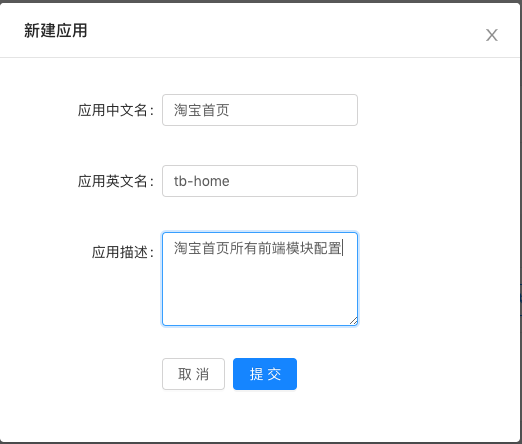 新建应用
应用中文名：淘宝首页
应用英文名：tb-home
应用描述：淘宝首页所有前端模块配置
取 消 提 交